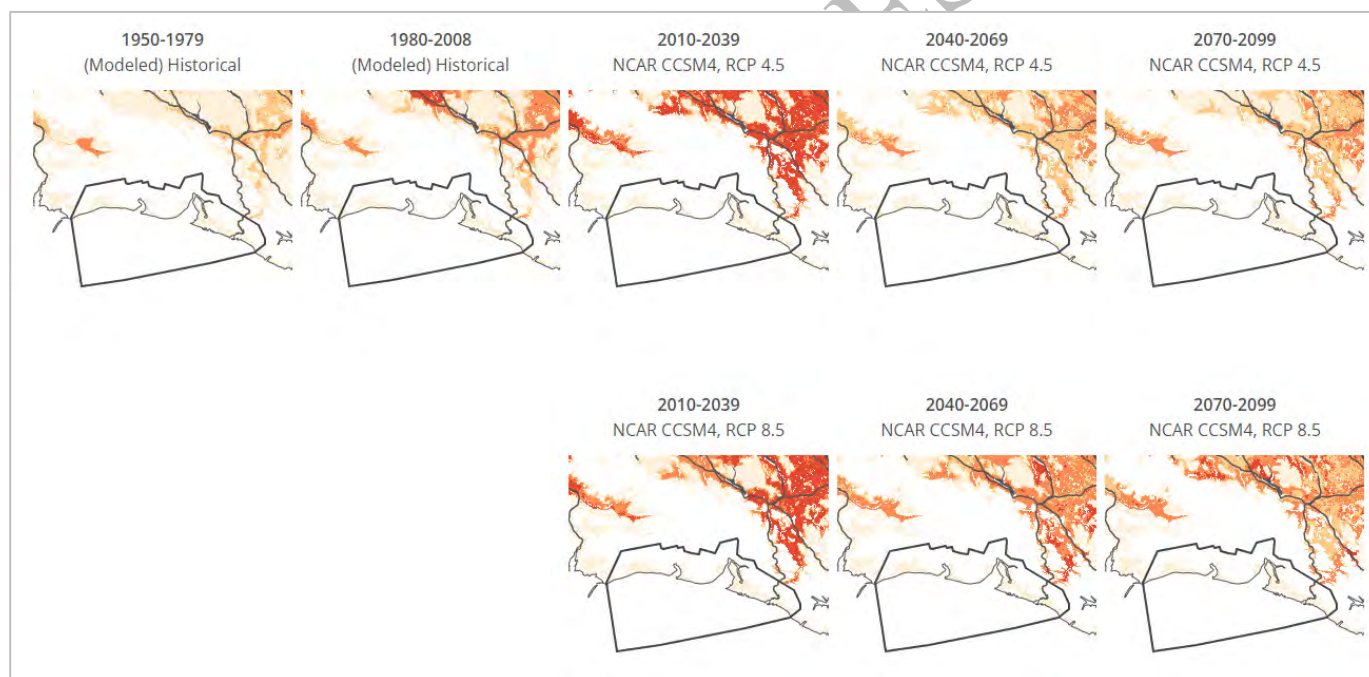 1950-1979
(Modeled) Historical
1980-2008
(Modeled) Historical
2010-2039
NCAR CCSM4, RCP 4.5
2040-2069
NCAR CCSM4, RCP 4.5
2070-2099
NCAR CCSM4, RCP 4.5
2010-2039
NCAR CCSM4, RCP 8.5
2040-2069
NCAR CCSM4, RCP 8.5
2070-2099
NCAR CCSM4, RCP 8.5